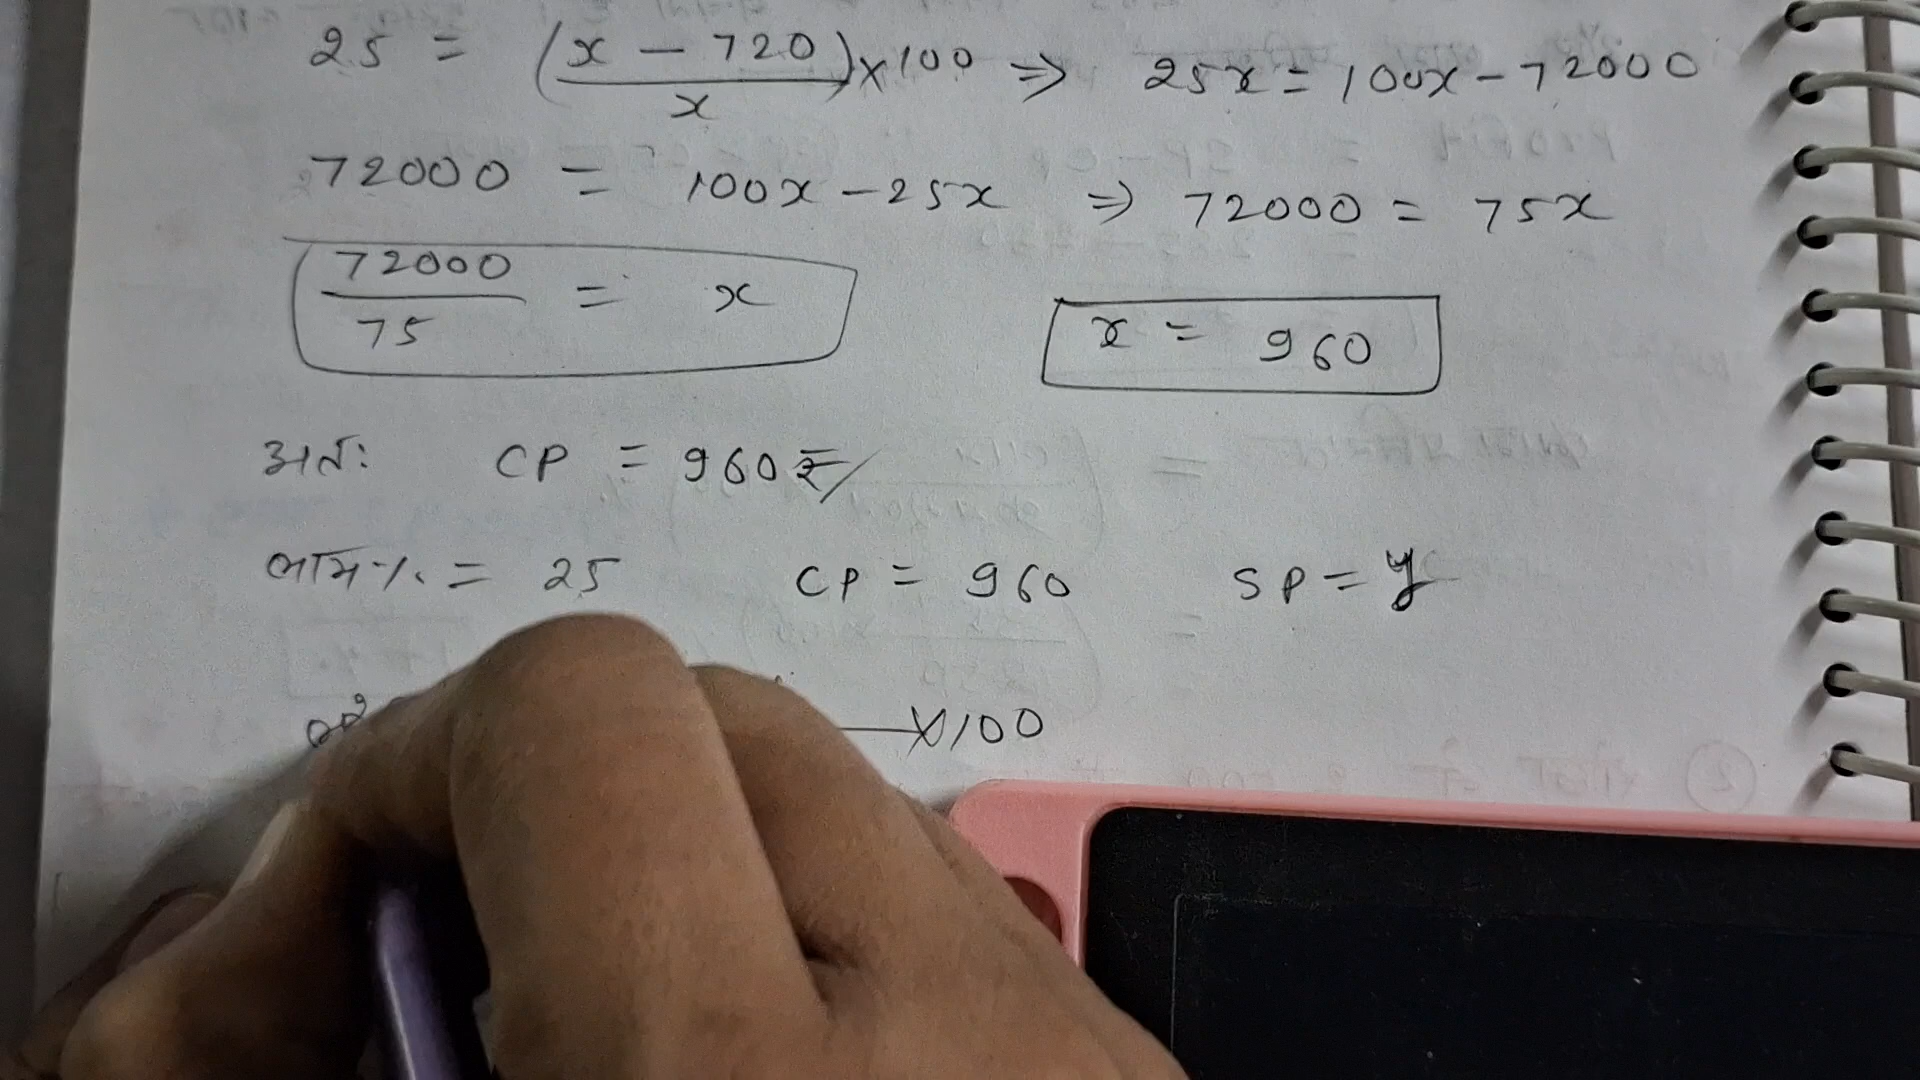 25 = (x - 720 / x) × 100 ⇒ 25x = 100x - 72000
72000 = 100x - 25x ⇒ 72000 = 75x
72000 / 75 = x x = 960
अतः CP = 960 ₹/
लाभ % = 25 CP = 960 SP = y
×100